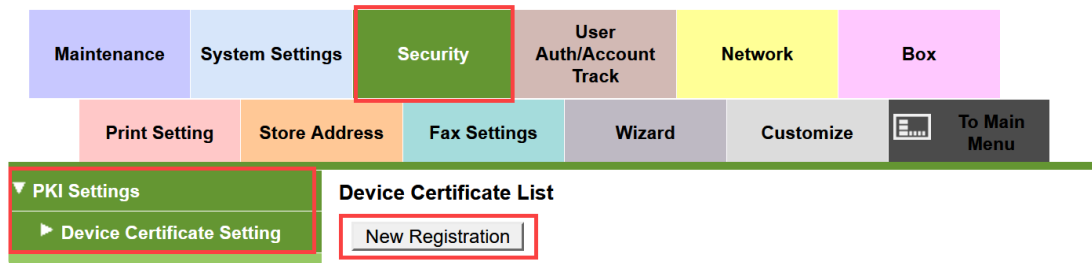 Maintenance
System Settings
Security
User
Auth/Account
Track
Network
Box
Print Setting
Store Address
Fax Settings
Wizard
Customize
To Main
Menu
PKI Settings
Device Certificate Setting
Device Certificate List
New Registration